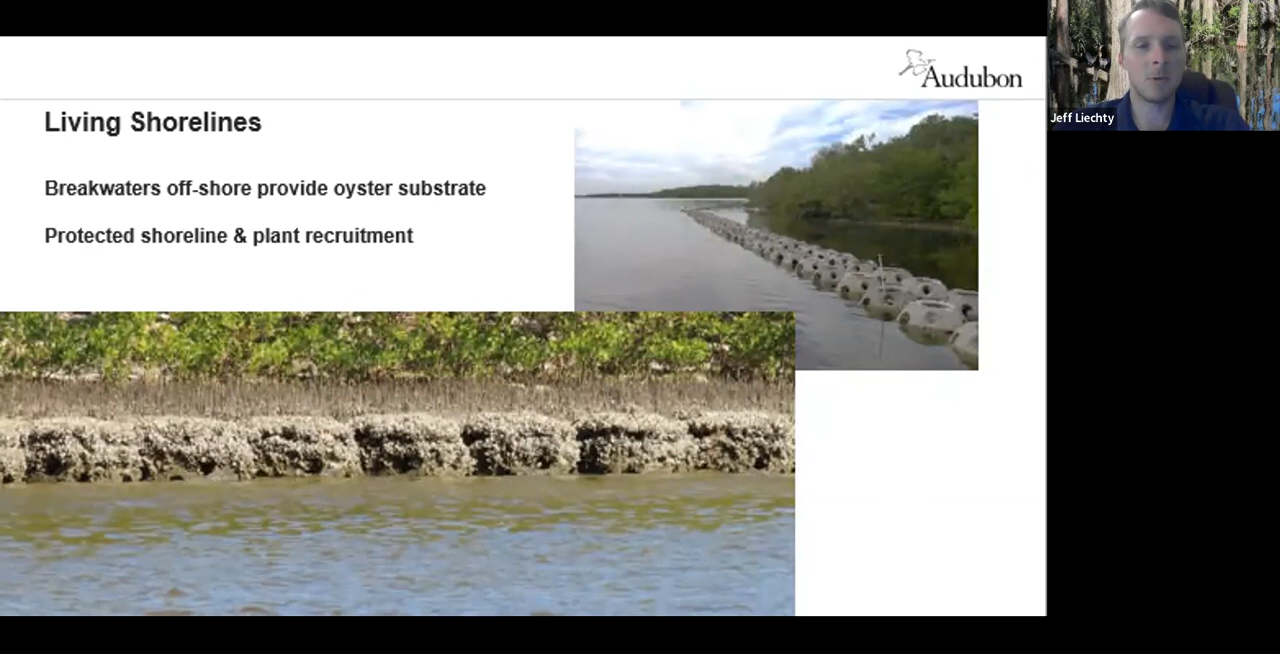 Audubon
Living Shorelines
Breakwaters off-shore provide oyster substrate
Protected shoreline & plant recruitment
Jeff Liechty